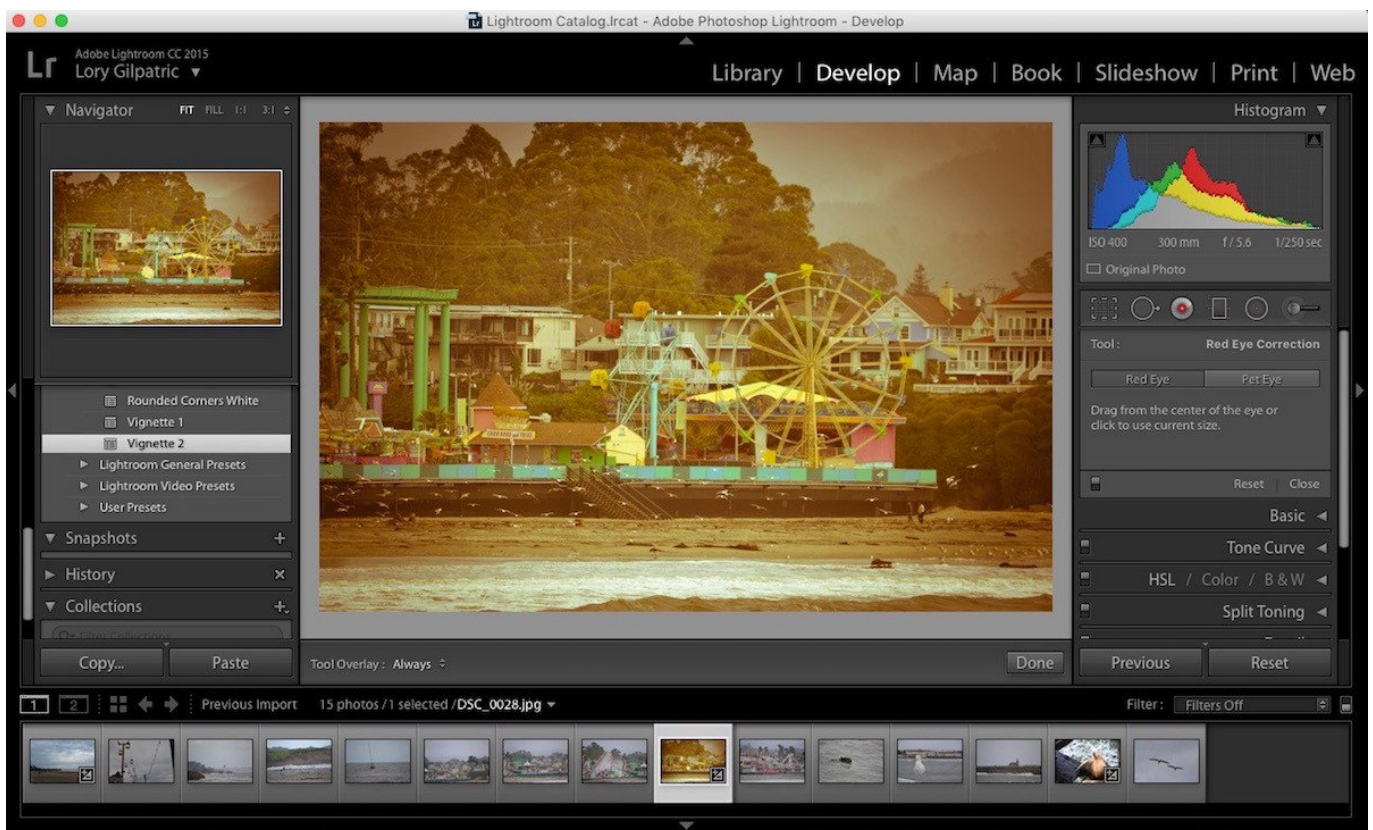 Lightroom Catalog.lrcat - Adobe Photoshop Lightroom - Develop
Lr
Adobe Lightroom CC 2015
Lory Gilpatric
Library | Develop | Map | Book | Slideshow | Print | Web
Navigator FIT FILL 1:1 3:1
Rounded Corners White
Vignette 1
Vignette 2
Lightroom General Presets
Lightroom Video Presets
User Presets
Snapshots
History
Collections
Filter Collections
Copy... Paste
Tool Overlay : Always Done
Histogram
ISO 400 300 mm f / 5.6 1/250 sec
Original Photo
Tool : Red Eye Correction
Red Eye Pet Eye
Drag from the center of the eye or
click to use current size.
Reset Close
Basic
Tone Curve
HSL / Color / B & W
Split Toning
Previous Reset
1 2 Previous Import 15 photos / 1 selected / DSC_0028.jpg Filter : Filters Off